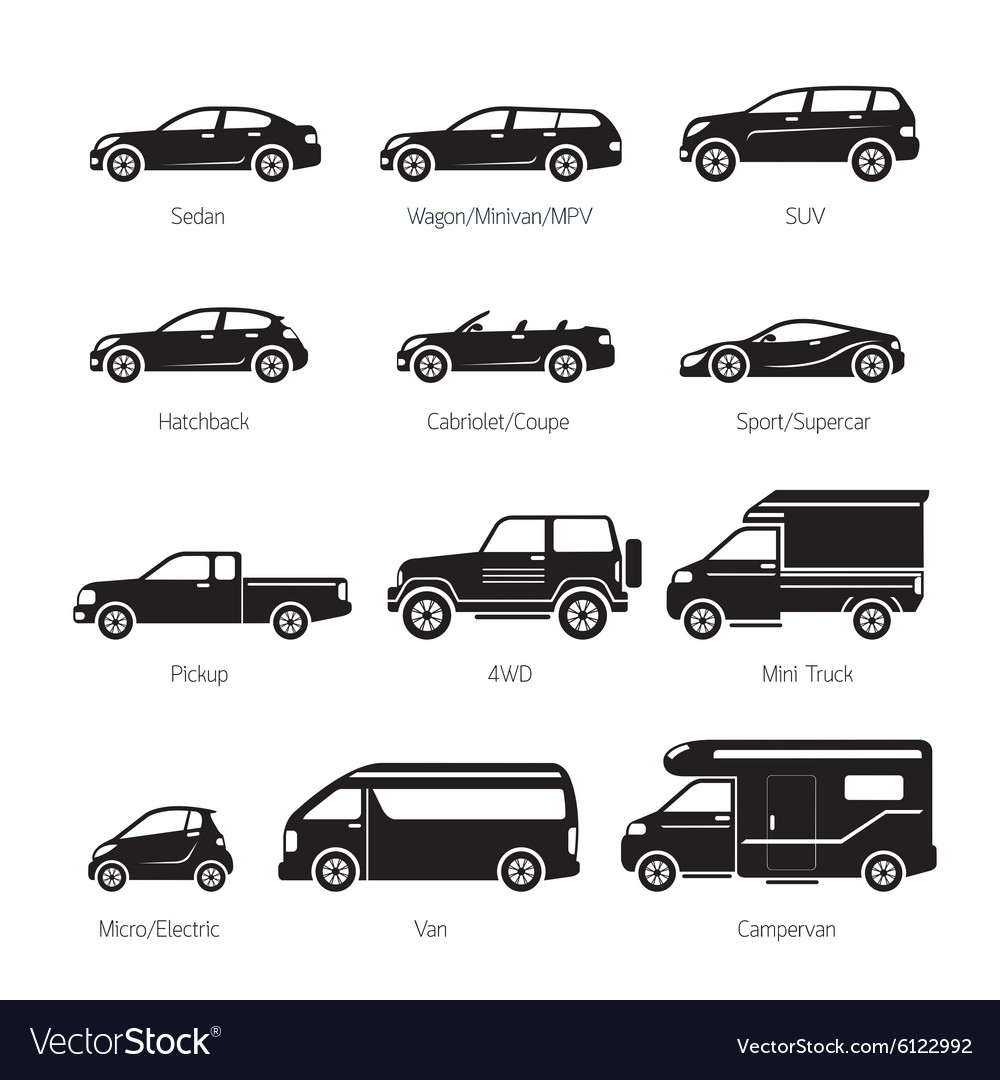 Sedan
Wagon/Minivan/MPV
SUV
Hatchback
Cabriolet/Coupe
Sport/Supercar
Pickup
4WD
Mini Truck
Micro/Electric
Van
Campervan
VectorStock®
VectorStock.com/6122992